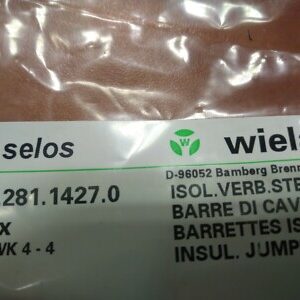 selos
W
wiel
D-96052 Bamberg Bren
.281.1427.0
ISOL.VERB.STE
x
BARRE DI CAV
VK 4 - 4
BARRETTES IS
INSUL. JUMP